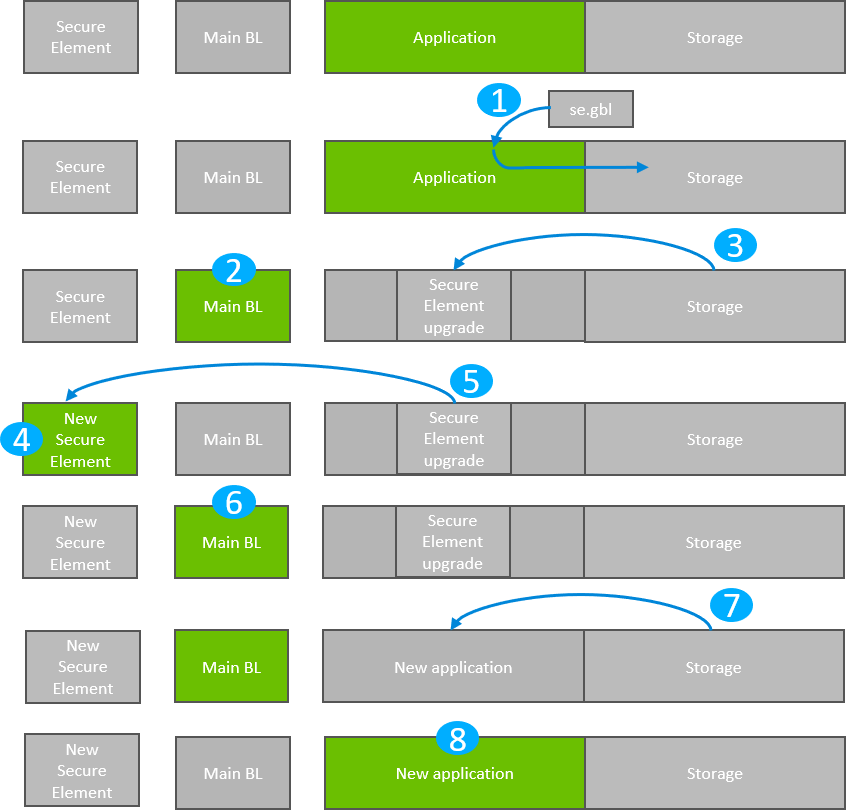 Secure
Element
Main BL
Application
Storage
1
se.gbl
Secure
Element
Main BL
Application
Storage
2
3
Secure
Element
Main BL
Secure
Element
upgrade
Storage
5
4
New
Secure
Element
Main BL
Secure
Element
upgrade
Storage
6
New
Secure
Element
Main BL
Secure
Element
upgrade
Storage
7
New
Secure
Element
Main BL
New application
Storage
8
New
Secure
Element
Main BL
New application
Storage